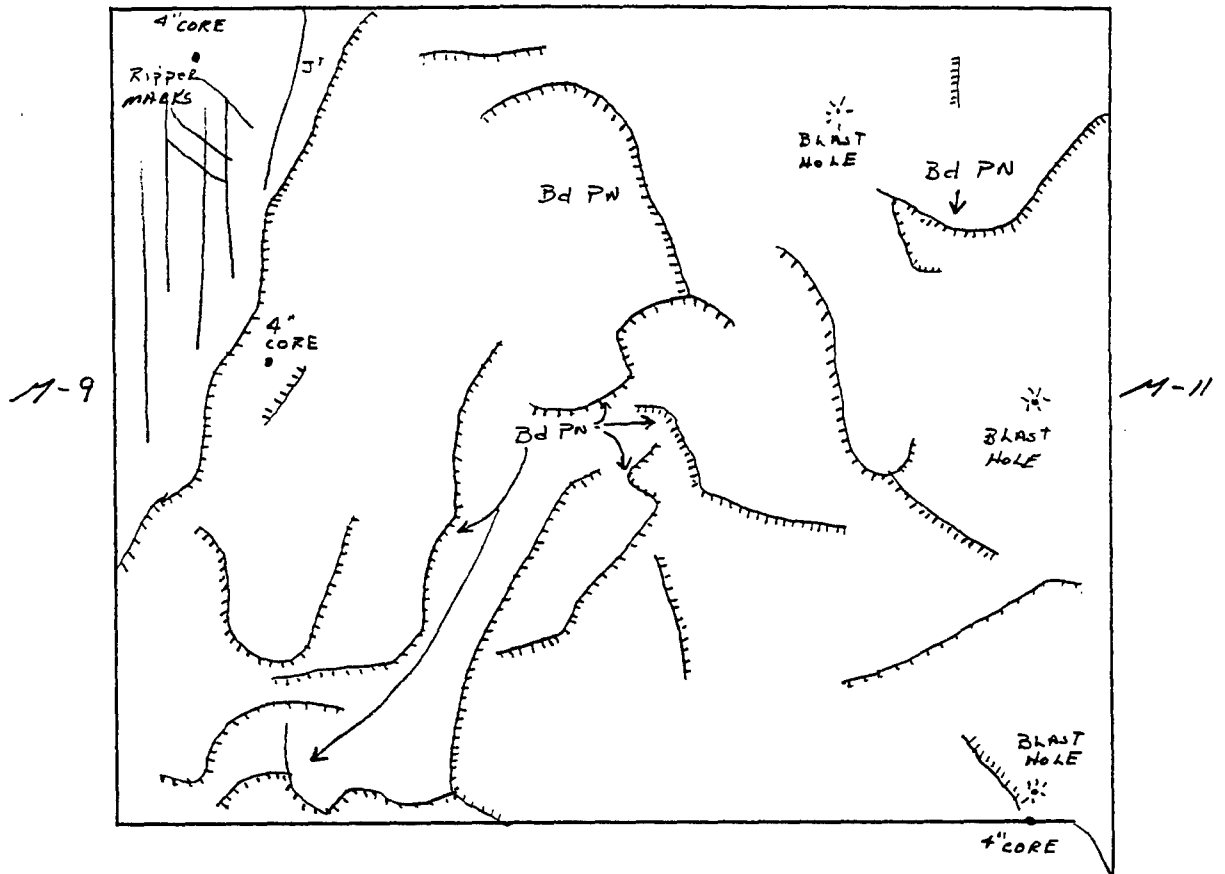 4" CORE
Ripper
MARKS
JT
BLAST
HOLE
Bd PN
Bd PN
4"
CORE
M-9
M-11
Bd PN
BLAST
HOLE
BLAST
HOLE
4" CORE